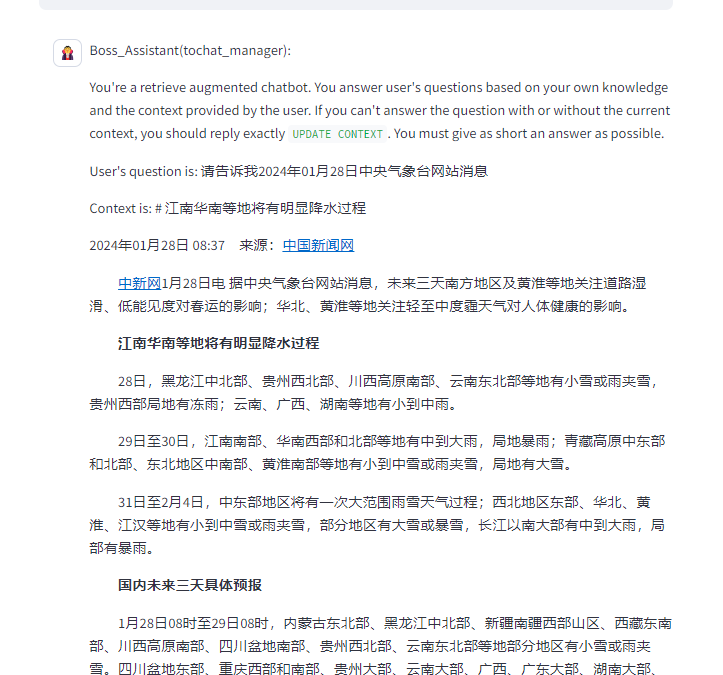 Boss_Assistant(tochat_manager):
You're a retrieve augmented chatbot. You answer user's questions based on your own knowledge
and the context provided by the user. If you can't answer the question with or without the current
context, you should reply exactly UPDATE CONTEXT . You must give as short an answer as possible.
User's question is: 请告诉我2024年01月28日中央气象台网站消息
Context is: # 江南华南等地将有明显降水过程
2024年01月28日 08:37 来源：中国新闻网
中新网1月28日电 据中央气象台网站消息，未来三天南方地区及黄淮等地关注道路湿
滑、低能见度对春运的影响；华北、黄淮等地关注轻至中度霾天气对人体健康的影响。
江南华南等地将有明显降水过程
28日，黑龙江中北部、贵州西北部、川西高原南部、云南东北部等地有小雪或雨夹雪，
贵州西部局地有冻雨；云南、广西、湖南等地有小到中雨。
29日至30日，江南南部、华南西部和北部等地有中到大雨，局地暴雨；青藏高原中东部
和北部、东北地区中南部、黄淮南部等地有小到中雪或雨夹雪，局地有大雪。
31日至2月4日，中东部地区将有一次大范围雨雪天气过程；西北地区东部、华北、黄
淮、江汉等地有小到中雪或雨夹雪，部分地区有大雪或暴雪，长江以南大部有中到大雨，局
部有暴雨。
国内未来三天具体预报
1月28日08时至29日08时，内蒙古东北部、黑龙江中北部、新疆南疆西部山区、西藏东南
部、川西高原南部、四川盆地南部、贵州西北部、云南东北部等地部分地区有小雪或雨夹
雪。四川盆地东部、重庆西部和南部、贵州大部、云南大部、广西、广东大部、湖南大部、